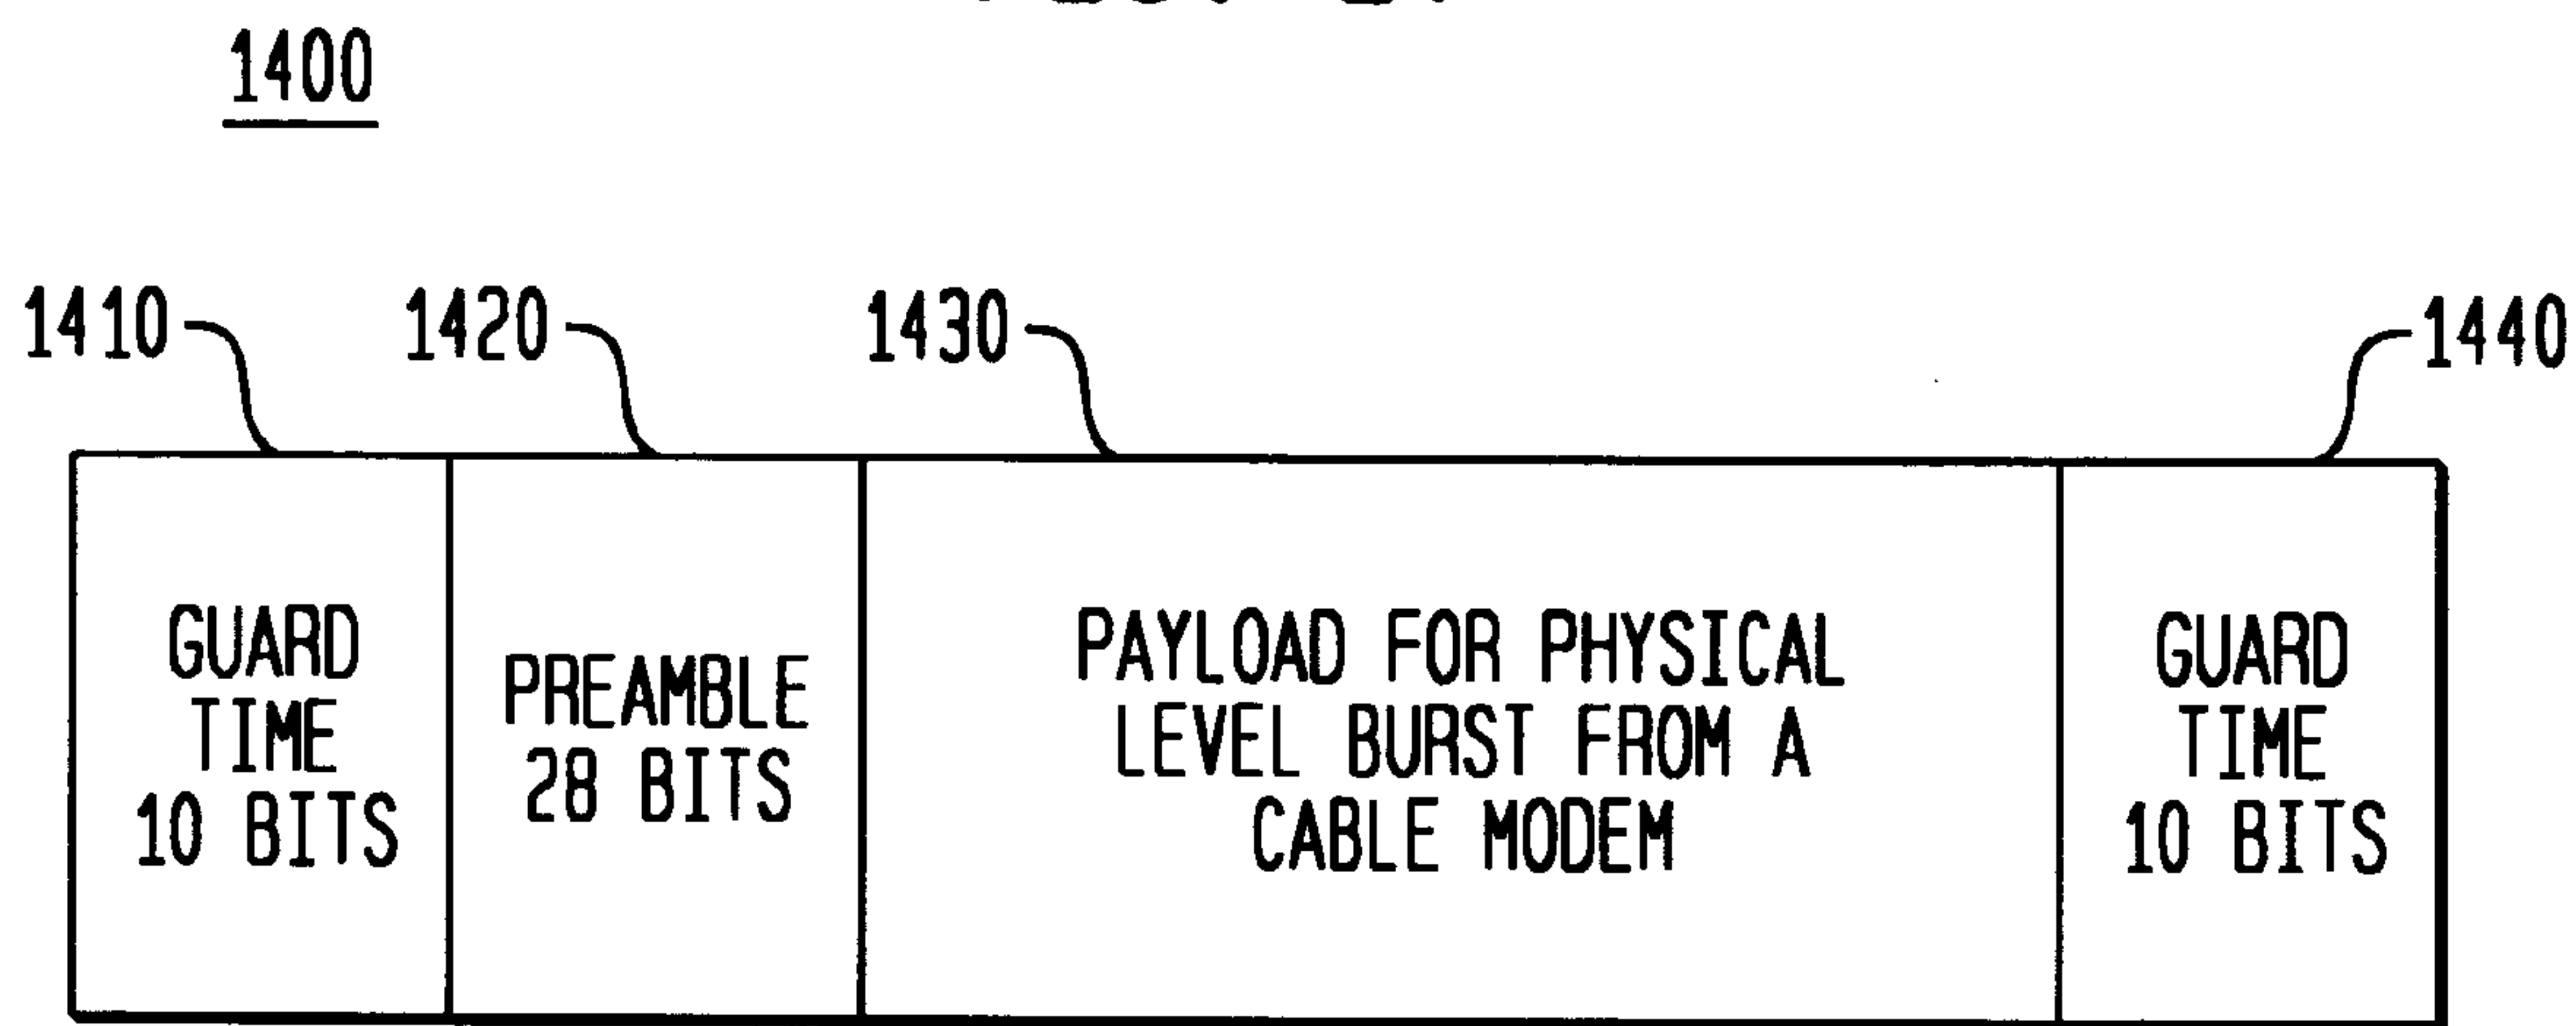 1400
1410
1420
1430
1440
GUARD
TIME
10 BITS
PREAMBLE
28 BITS
PAYLOAD FOR PHYSICAL
LEVEL BURST FROM A
CABLE MODEM
GUARD
TIME
10 BITS